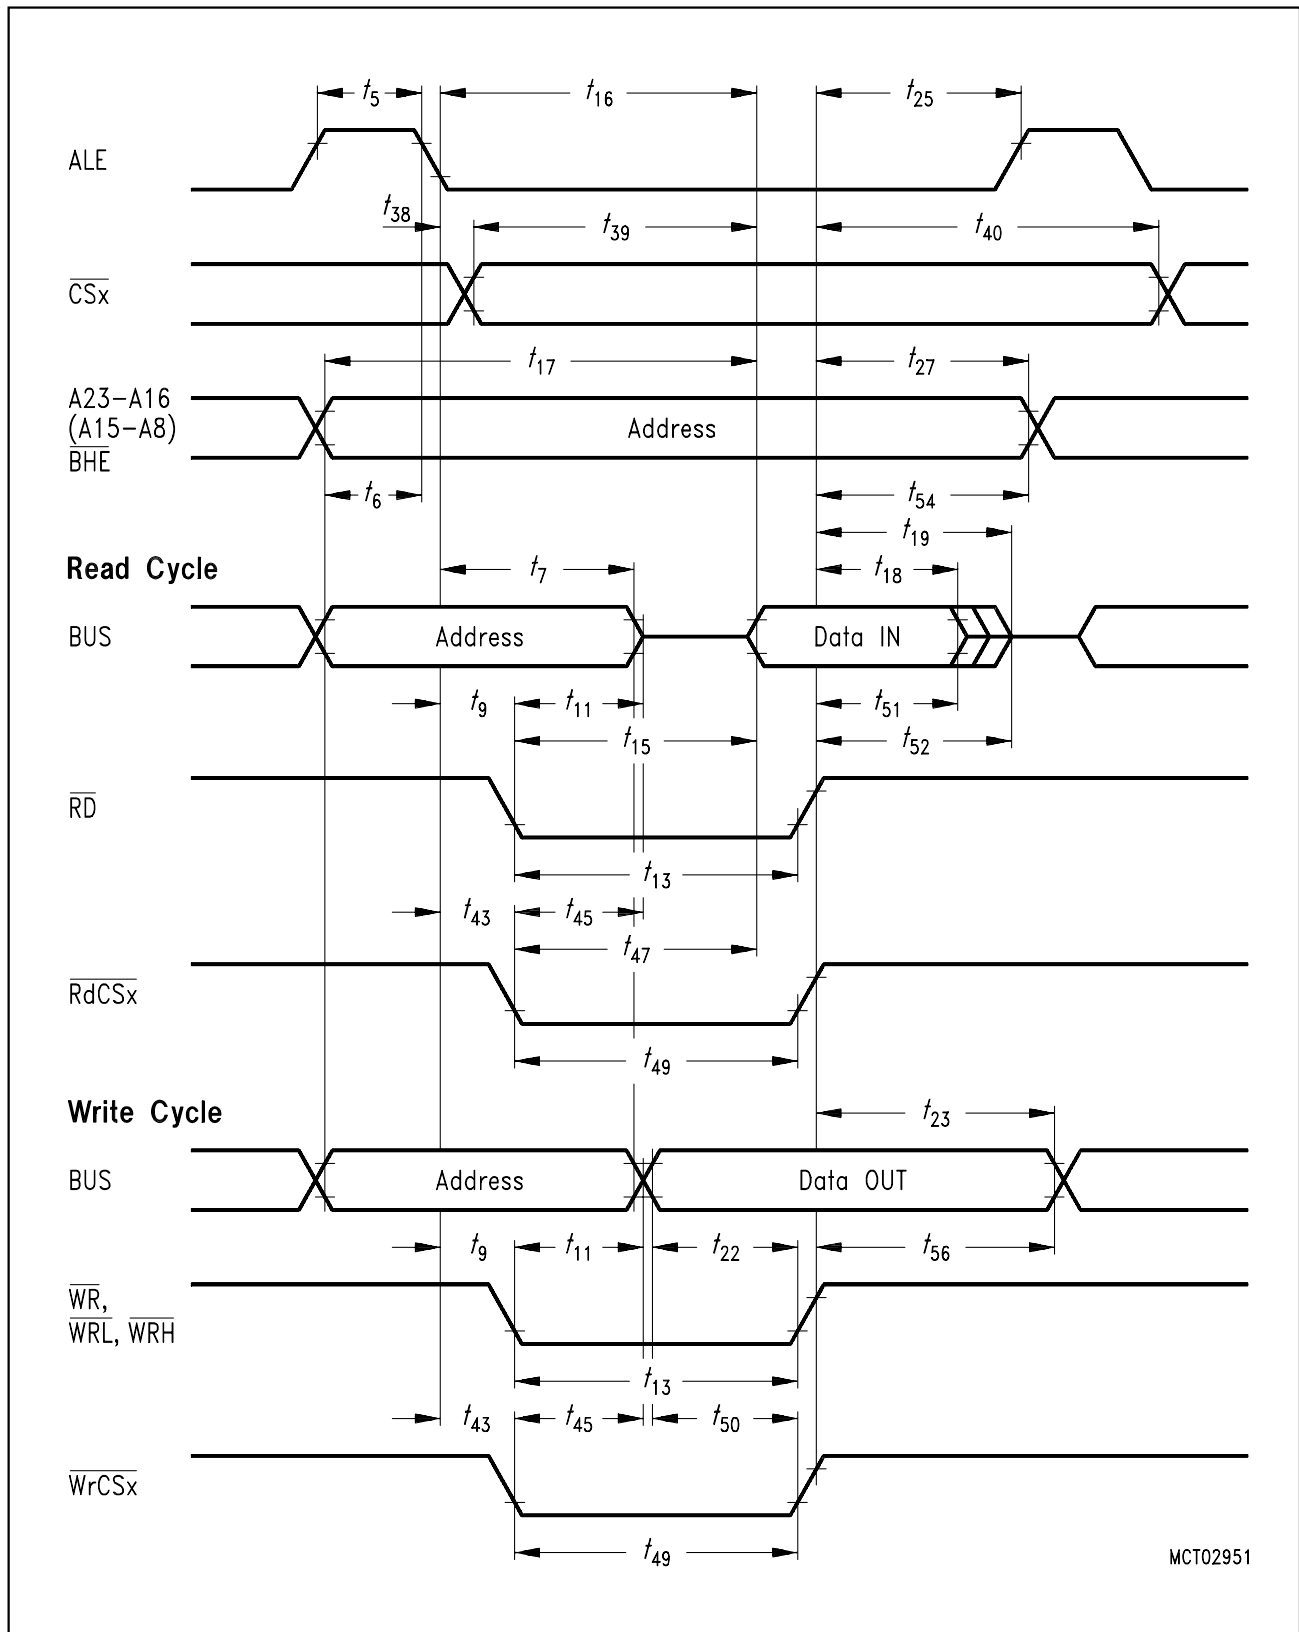 t5 t16 t25
ALE
t38 t39 t40
CSx
t17 t27
A23-A16
(A15-A8)
BHE
Address
t6 t54
t19
Read Cycle
t7 t18
BUS Address Data IN
t9 t11 t51
t15 t52
RD
t13
t43 t45
t47
RdCSx
t49
Write Cycle
t23
BUS Address Data OUT
t9 t11 t22 t56
WR,
WRL, WRH
t13
t43 t45 t50
WrCSx
t49
MCT02951